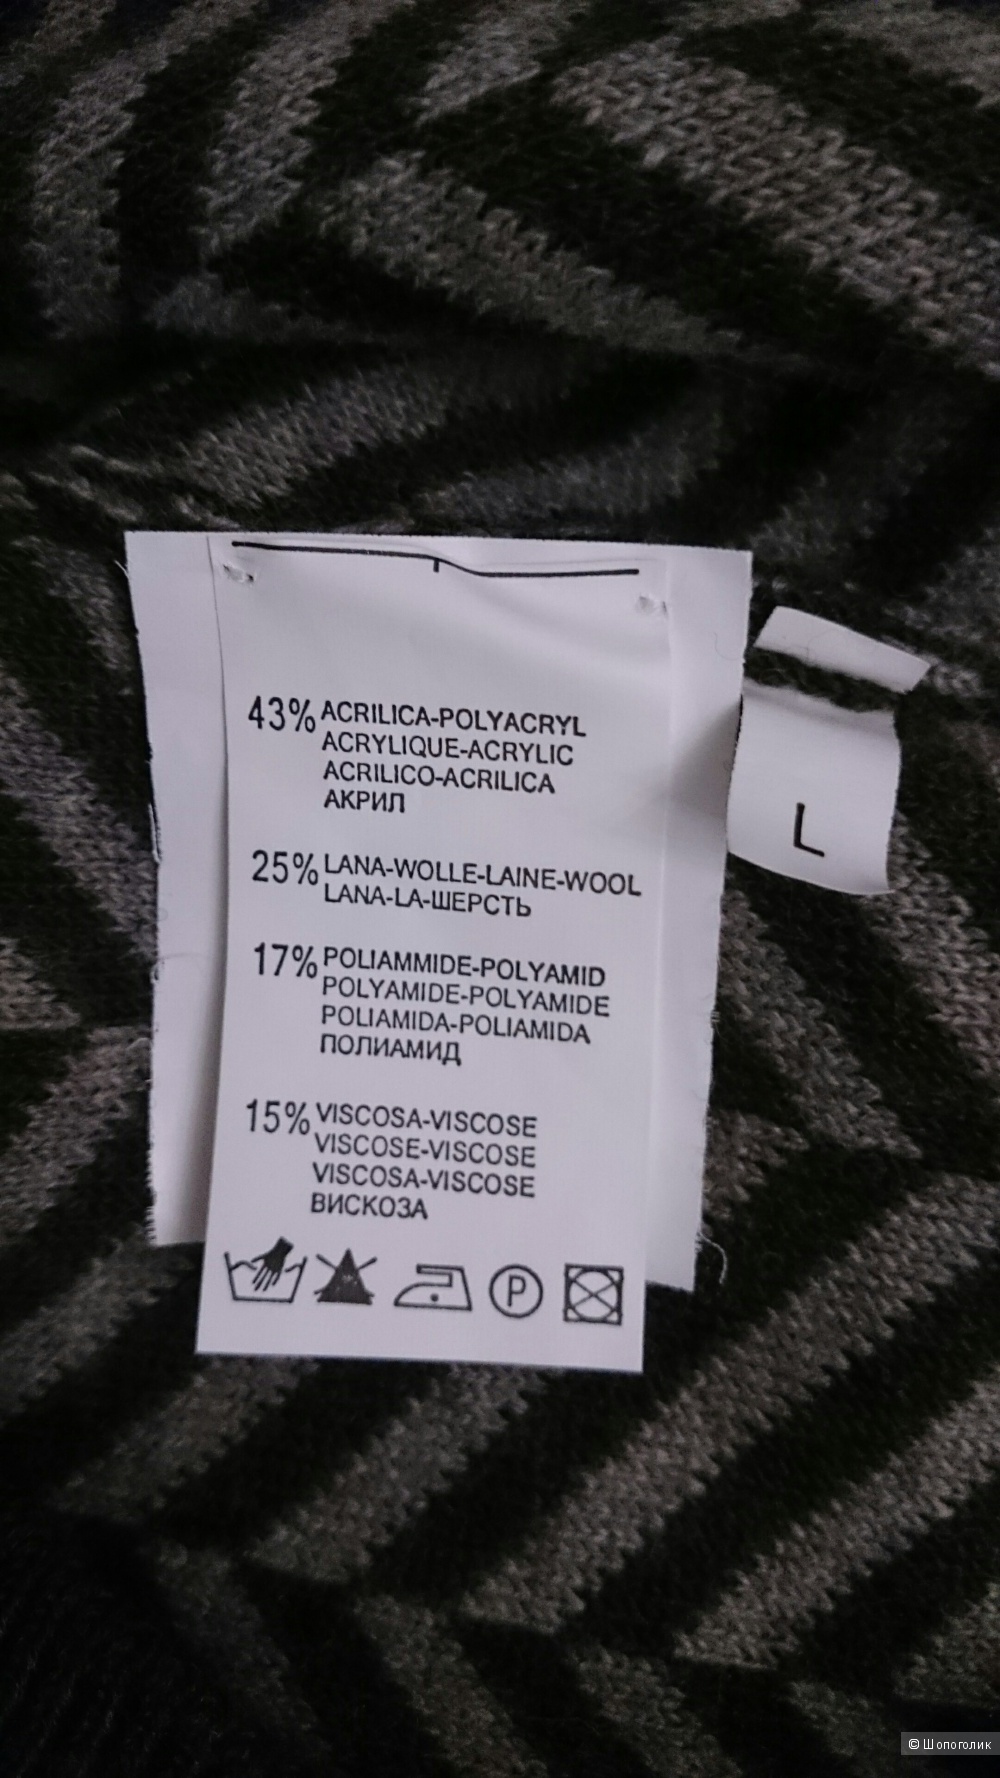 43% ACRILICA-POLYACRYL
ACRYLIQUE-ACRYLIC
ACRILICO-ACRILICA
АКРИЛ
25% LANA-WOLLE-LAINE-WOOL
LANA-LA-ШЕРСТЬ
17% POLIAMMIDE-POLYAMID
POLYAMIDE-POLYAMIDE
POLIAMIDA-POLIAMIDA
ПОЛИАМИД
15% VISCOSA-VISCOSE
VISCOSE-VISCOSE
VISCOSA-VISCOSE
ВИСКОЗА
P
L
© Шопоголик